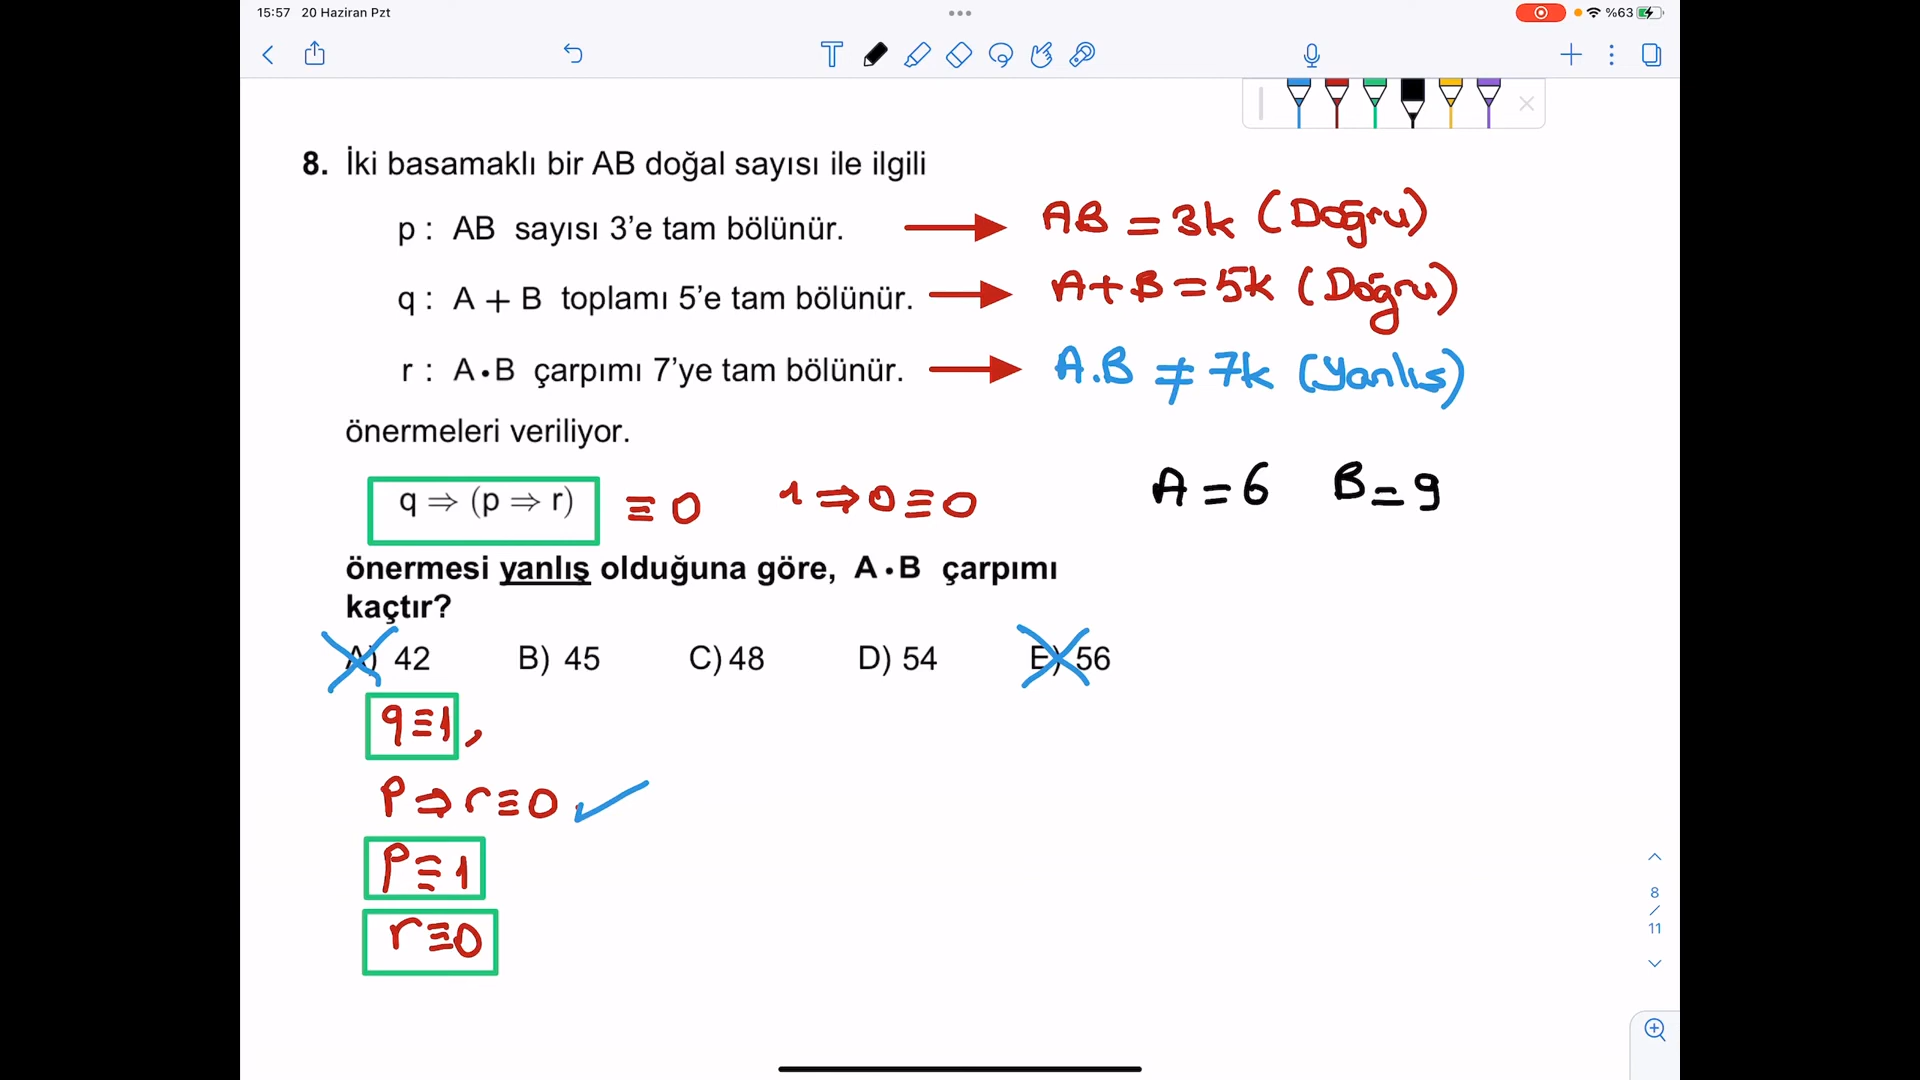 15:57 20 Haziran Pzt
%63
8. İki basamaklı bir AB doğal sayısı ile ilgili
p : AB sayısı 3'e tam bölünür. AB = 3k (Doğru)
q : A + B toplamı 5'e tam bölünür. A+B = 5k (Doğru)
r : A • B çarpımı 7'ye tam bölünür. A.B ≠ 7k (Yanlış)
önermeleri veriliyor.
A = 6 B = 9
q ⇒ (p ⇒ r) ≡ 0 1 ⇒ 0 ≡ 0
önermesi yanlış olduğuna göre, A • B çarpımı
kaçtır?
A) 42 B) 45 C) 48 D) 54 E) 56
q ≡ 1,
p ⇒ r ≡ 0
p ≡ 1
r ≡ 0
8
/
11